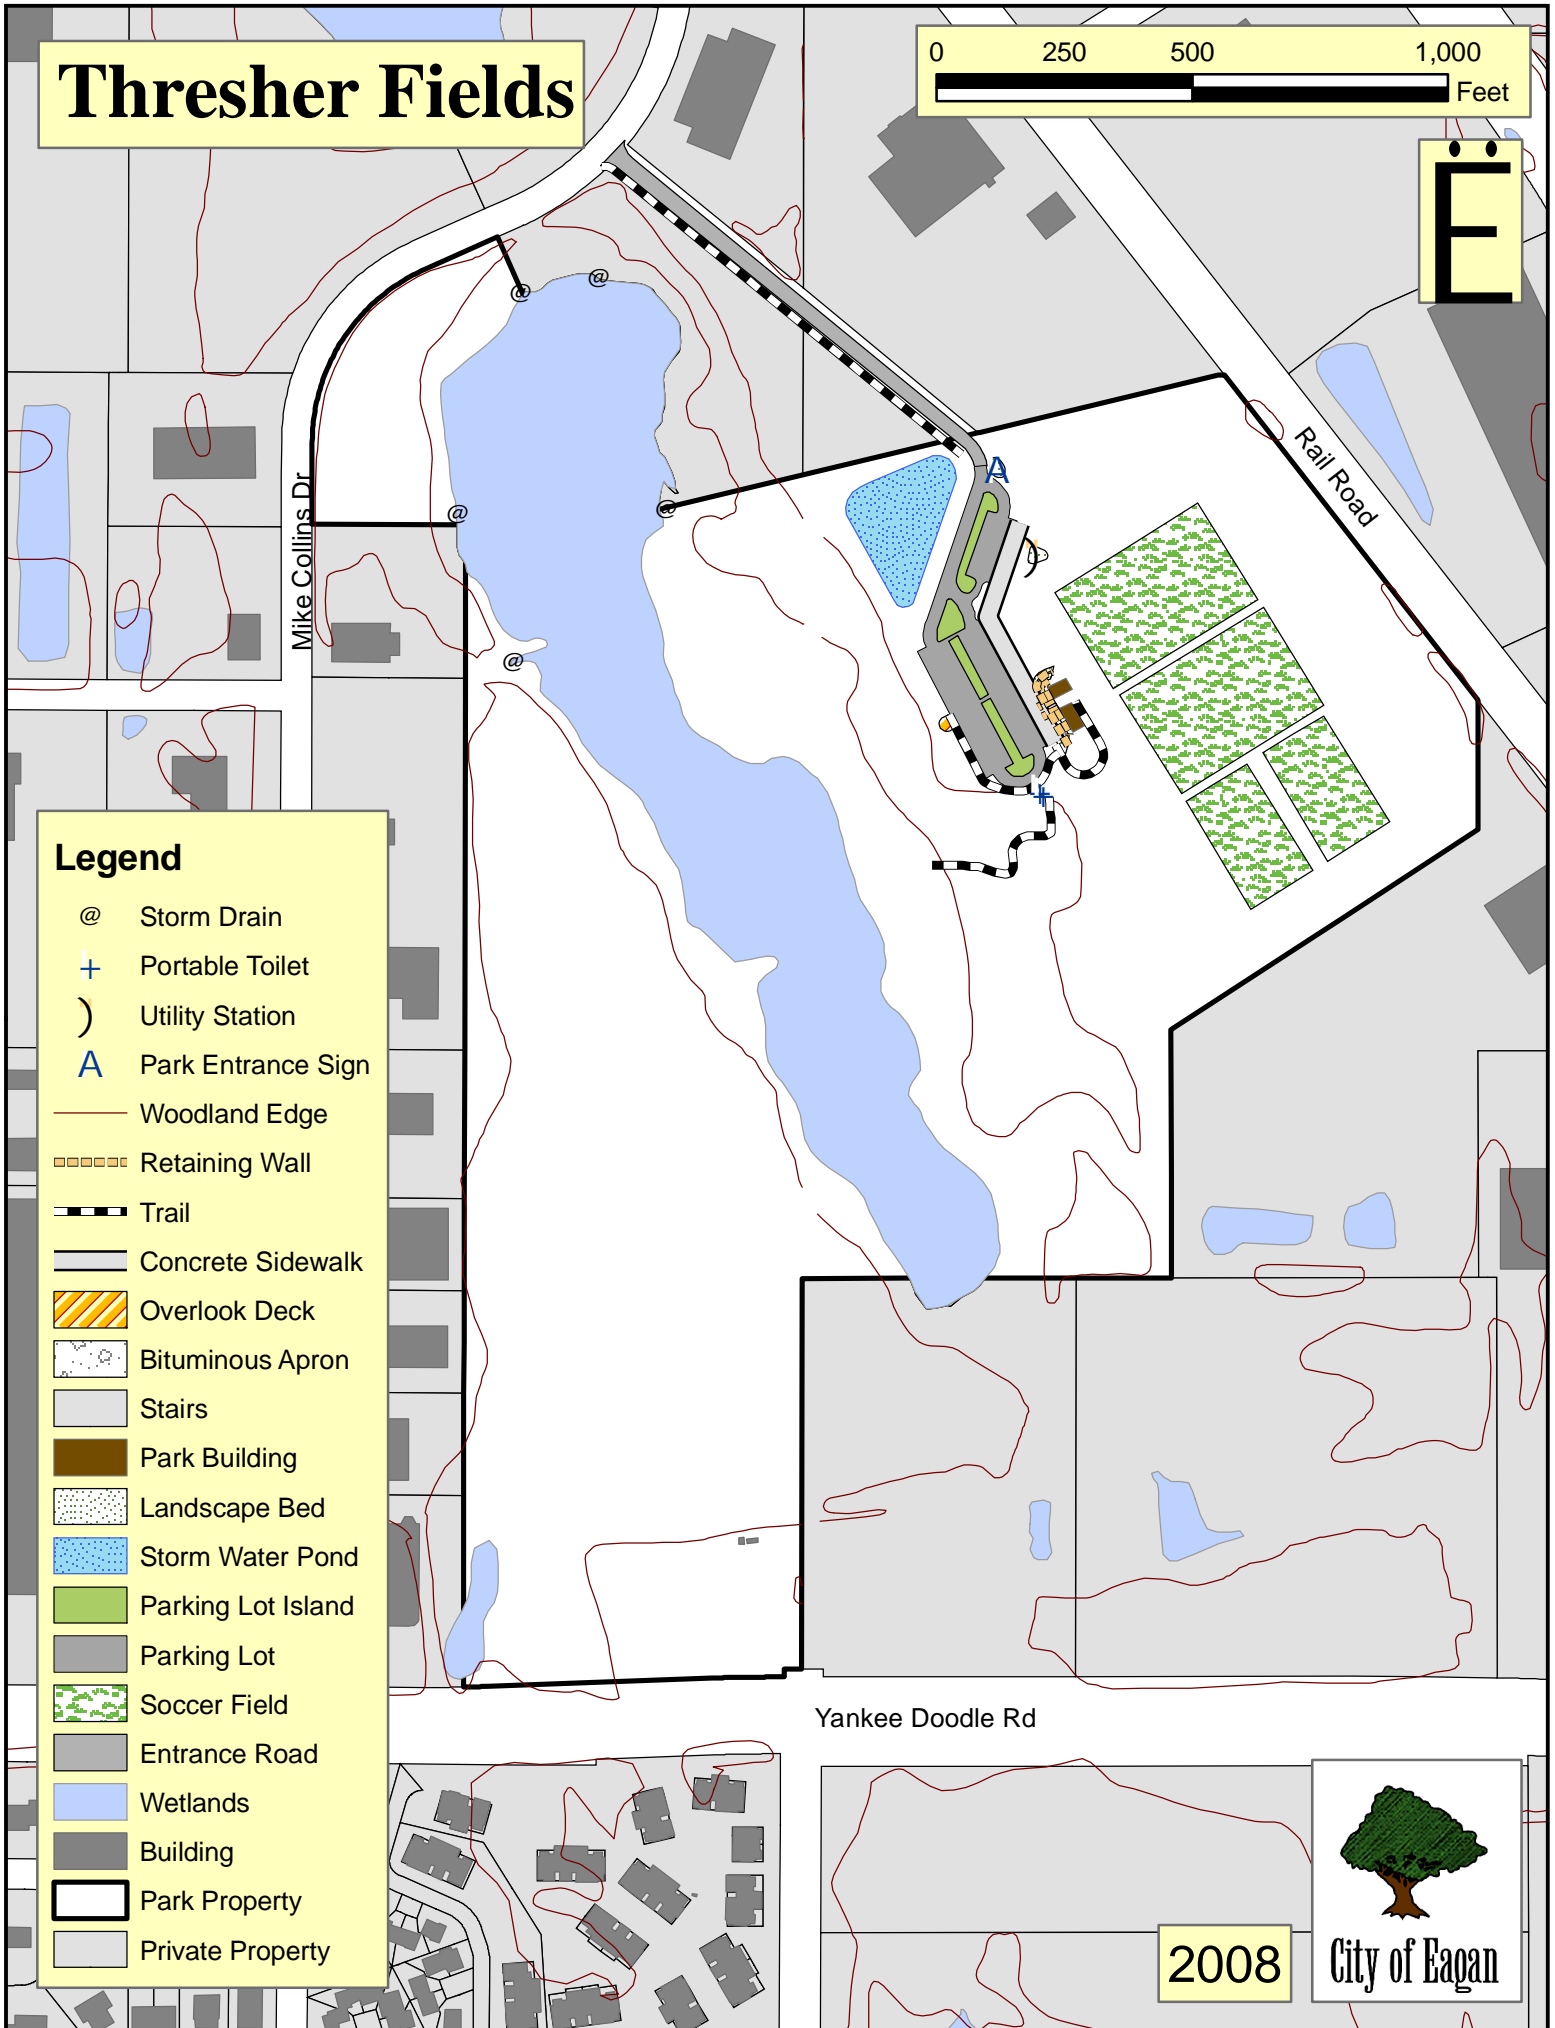 Thresher Fields
0 250 500 1,000
Feet
Ë
@
@
Rail Road
A
Mike Collins Dr
@
@
@
Legend
@ Storm Drain
Portable Toilet
Utility Station
A Park Entrance Sign
Woodland Edge
Retaining Wall
Trail
Concrete Sidewalk
Overlook Deck
Bituminous Apron
Stairs
Park Building
Landscape Bed
Storm Water Pond
Parking Lot Island
Parking Lot
Soccer Field
Entrance Road
Wetlands
Building
Park Property
Private Property
Yankee Doodle Rd
2008
City of Eagan